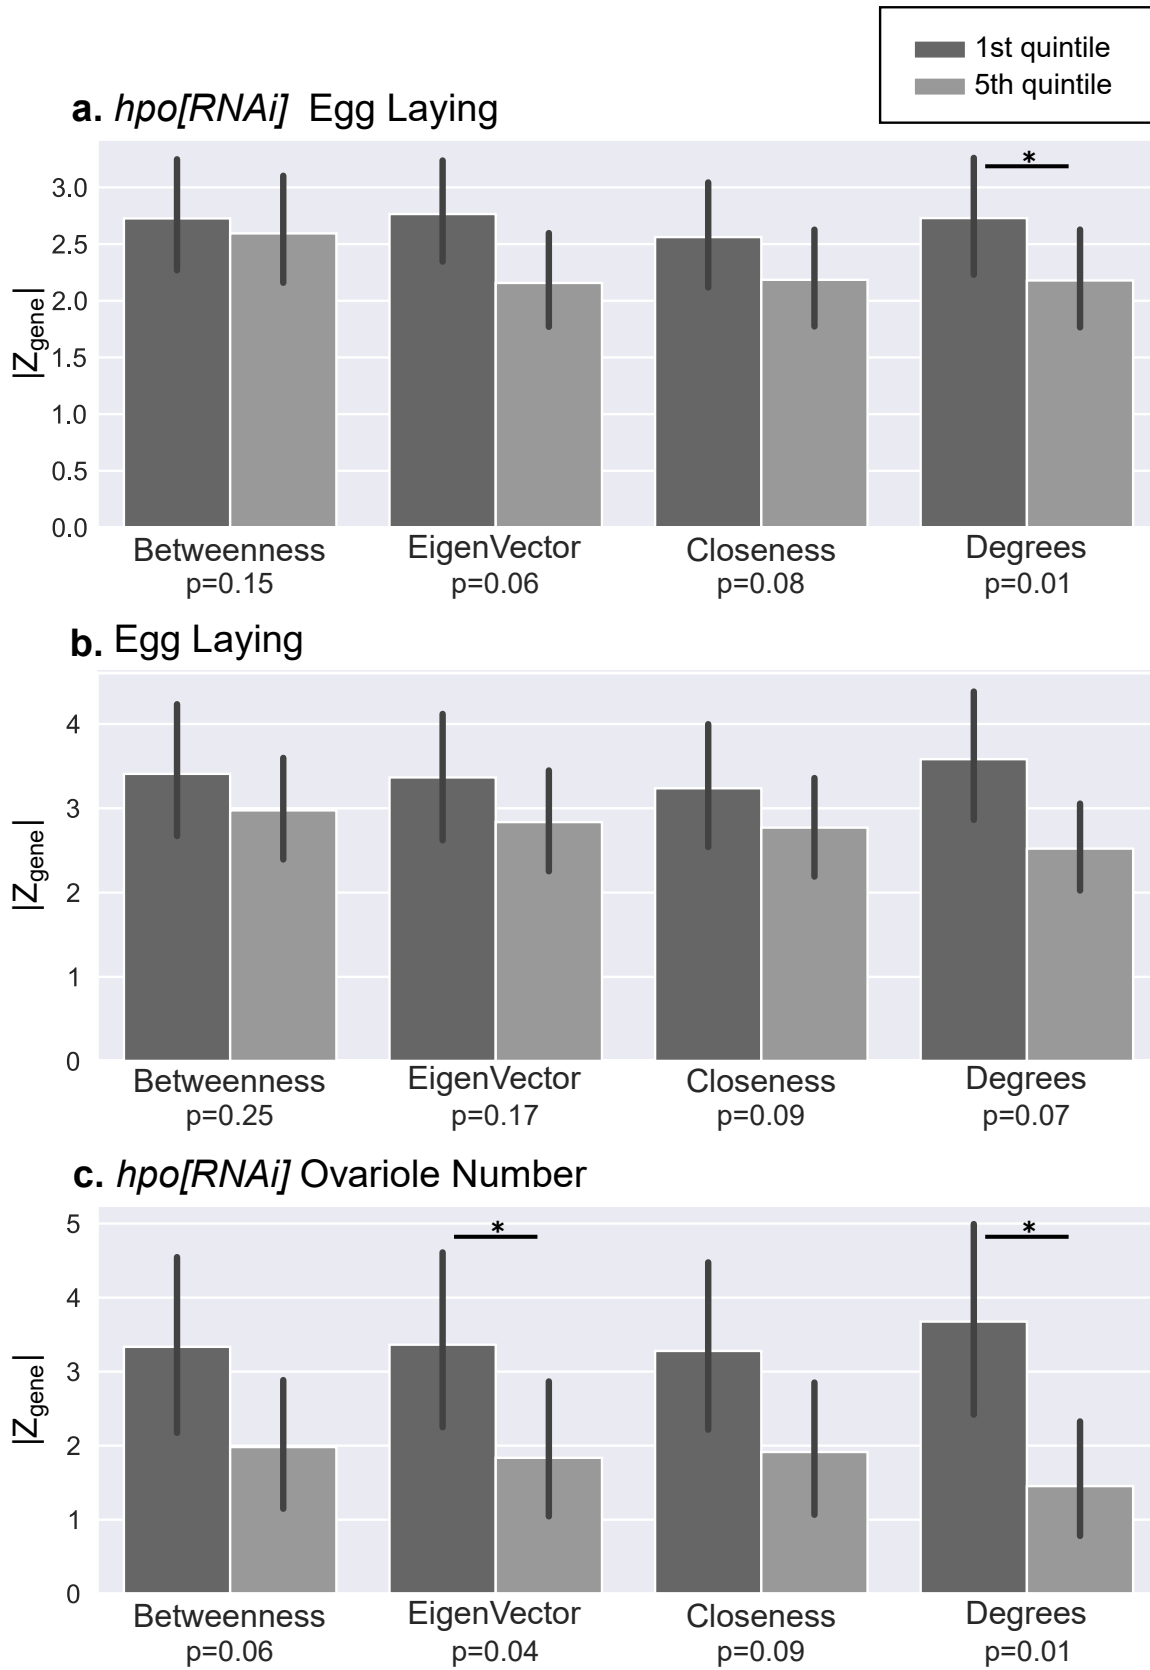 1st quintile
5th quintile
a. hpo[RNAi] Egg Laying
3.0
2.5
2.0
1.5
1.0
0.5
0.0
|Zgene|
Betweenness EigenVector Closeness Degrees
p=0.15 p=0.06 p=0.08 p=0.01
*
b. Egg Laying
4
3
2
1
0
|Zgene|
Betweenness EigenVector Closeness Degrees
p=0.25 p=0.17 p=0.09 p=0.07
c. hpo[RNAi] Ovariole Number
5
4
3
2
1
0
|Zgene|
* *
Betweenness EigenVector Closeness Degrees
p=0.06 p=0.04 p=0.09 p=0.01